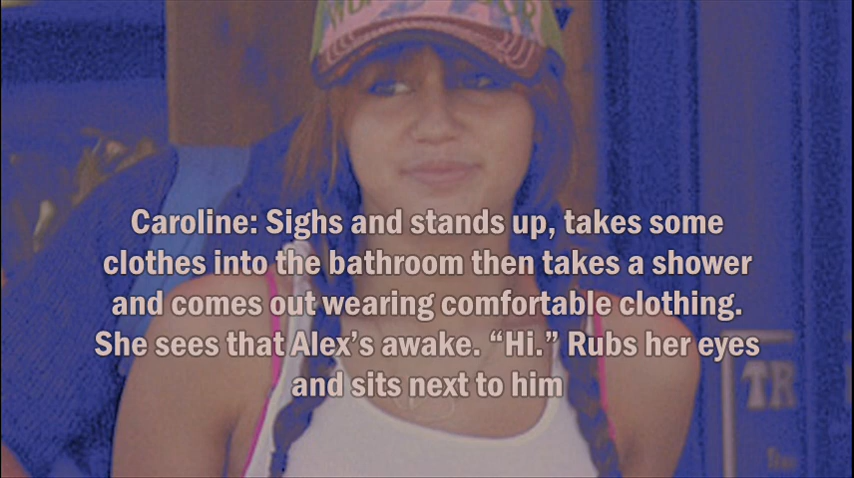 Caroline: Sighs and stands up, takes some
clothes into the bathroom then takes a shower
and comes out wearing comfortable clothing.
She sees that Alex’s awake. “Hi.” Rubs her eyes
and sits next to him
TR